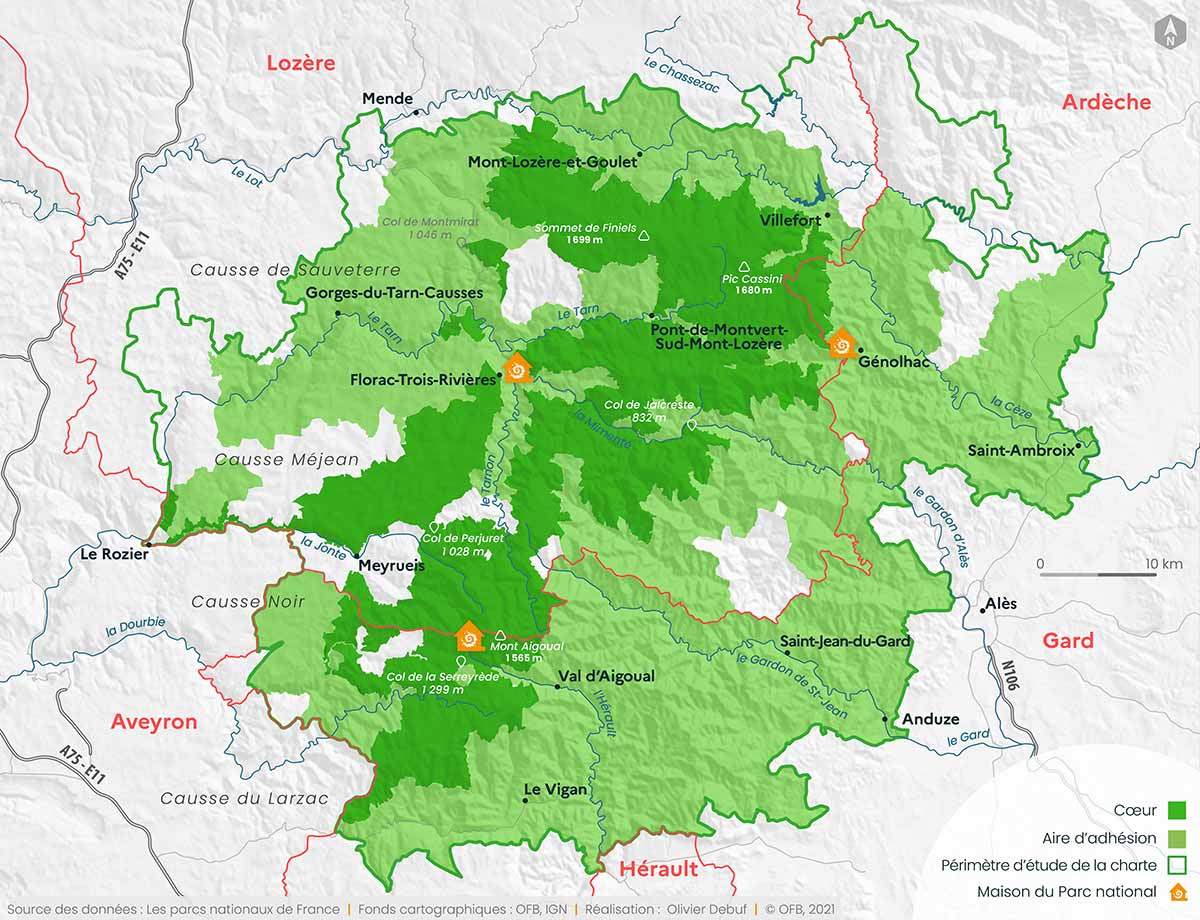 N
Lozère
Le Chassezac
Mende
Ardèche
Mont-Lozère-et-Goulet
Le Lot
Col de Montmirat
1 046 m
Sommet de Finiels
1 699 m
Villefort
A75 - E11
Causse de Sauveterre
Pic Cassini
1 680 m
Gorges-du-Tarn-Causses
Le Tarn
Le Tarn
Pont-de-Montvert-
Sud-Mont-Lozère
Génolhac
Florac-Trois-Rivières
Col de Jalcreste
832 m
la Cèze
la Mimente
Saint-Ambroix
Causse Méjean
le Tarnon
le Gardon d'Alès
Col de Perjuret
1 028 m
Le Rozier
la Jonte
Meyrueis
0
10 km
Causse Noir
Alès
la Dourbie
Saint-Jean-du-Gard
Gard
Mont Aigoual
1 565 m
le Gardon de St-Jean
N106
Col de la Serreyrède
1 299 m
Val d'Aigoual
l'Hérault
Aveyron
Anduze
le Gard
A75 - E11
Causse du Larzac
Le Vigan
Hérault
Cœur
Aire d'adhésion
Périmètre d'étude de la charte
Maison du Parc national
Source des données : Les parcs nationaux de France | Fonds cartographiques : OFB, IGN | Réalisation : Olivier Debuf | © OFB, 2021